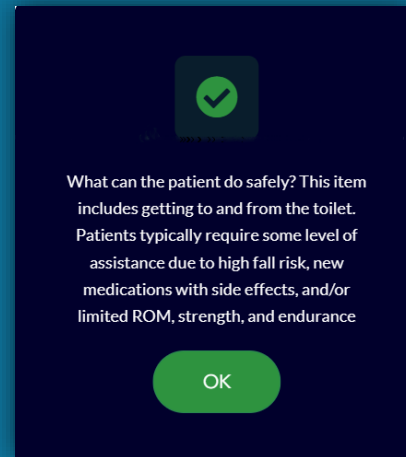 What can the patient do safely? This item
includes getting to and from the toilet.
Patients typically require some level of
assistance due to high fall risk, new
medications with side effects, and/or
limited ROM, strength, and endurance
OK